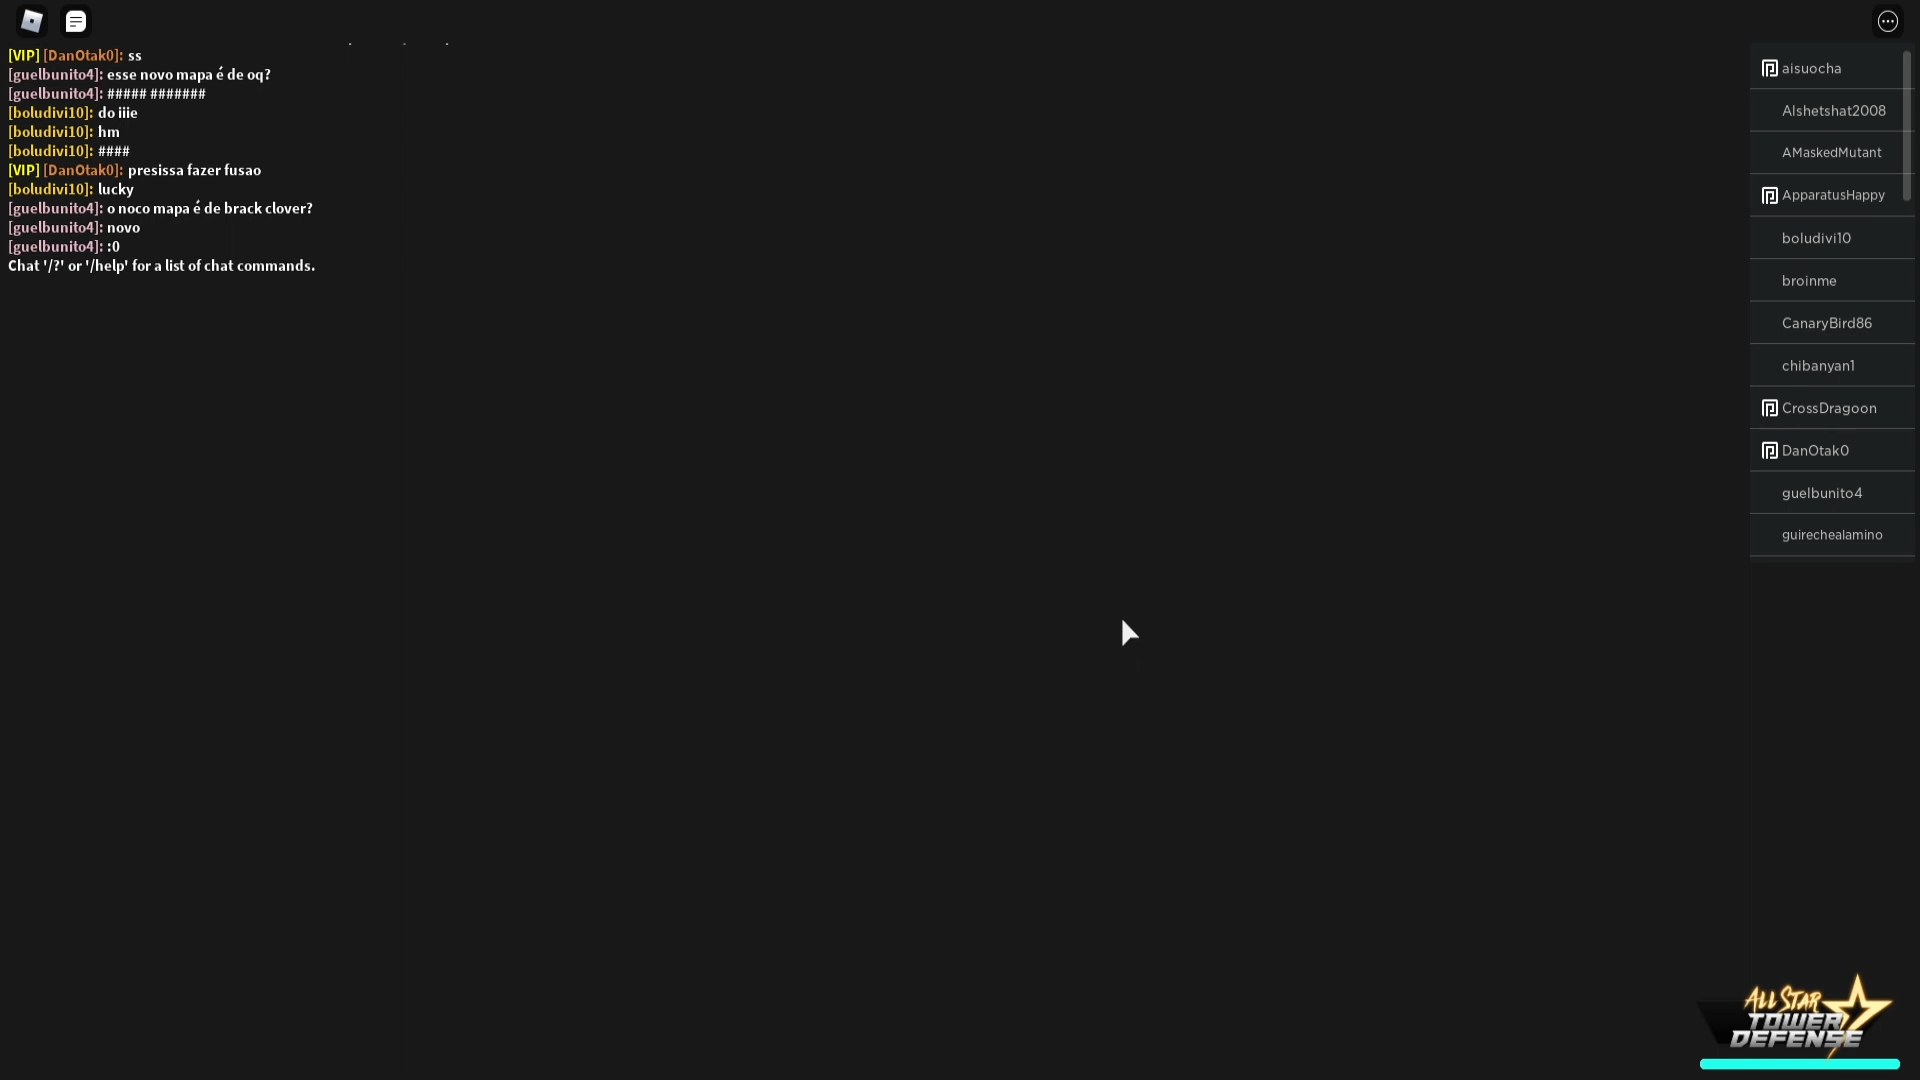 [VIP] [DanOtak0]: ss
[guelbunito4]: esse novo mapa é de oq?
[guelbunito4]: ##### #######
[boludivi10]: do iiie
[boludivi10]: hm
[boludivi10]: ####
[VIP] [DanOtak0]: presissa fazer fusao
[boludivi10]: lucky
[guelbunito4]: o noco mapa é de brack clover?
[guelbunito4]: novo
[guelbunito4]: :0
Chat '/?' or '/help' for a list of chat commands.
aisuocha
Alshetshat2008
AMaskedMutant
ApparatusHappy
boludivi10
broinme
CanaryBird86
chibanyan1
CrossDragoon
DanOtak0
guelbunito4
guirechealamino
ALL STAR
TOWER
DEFENSE